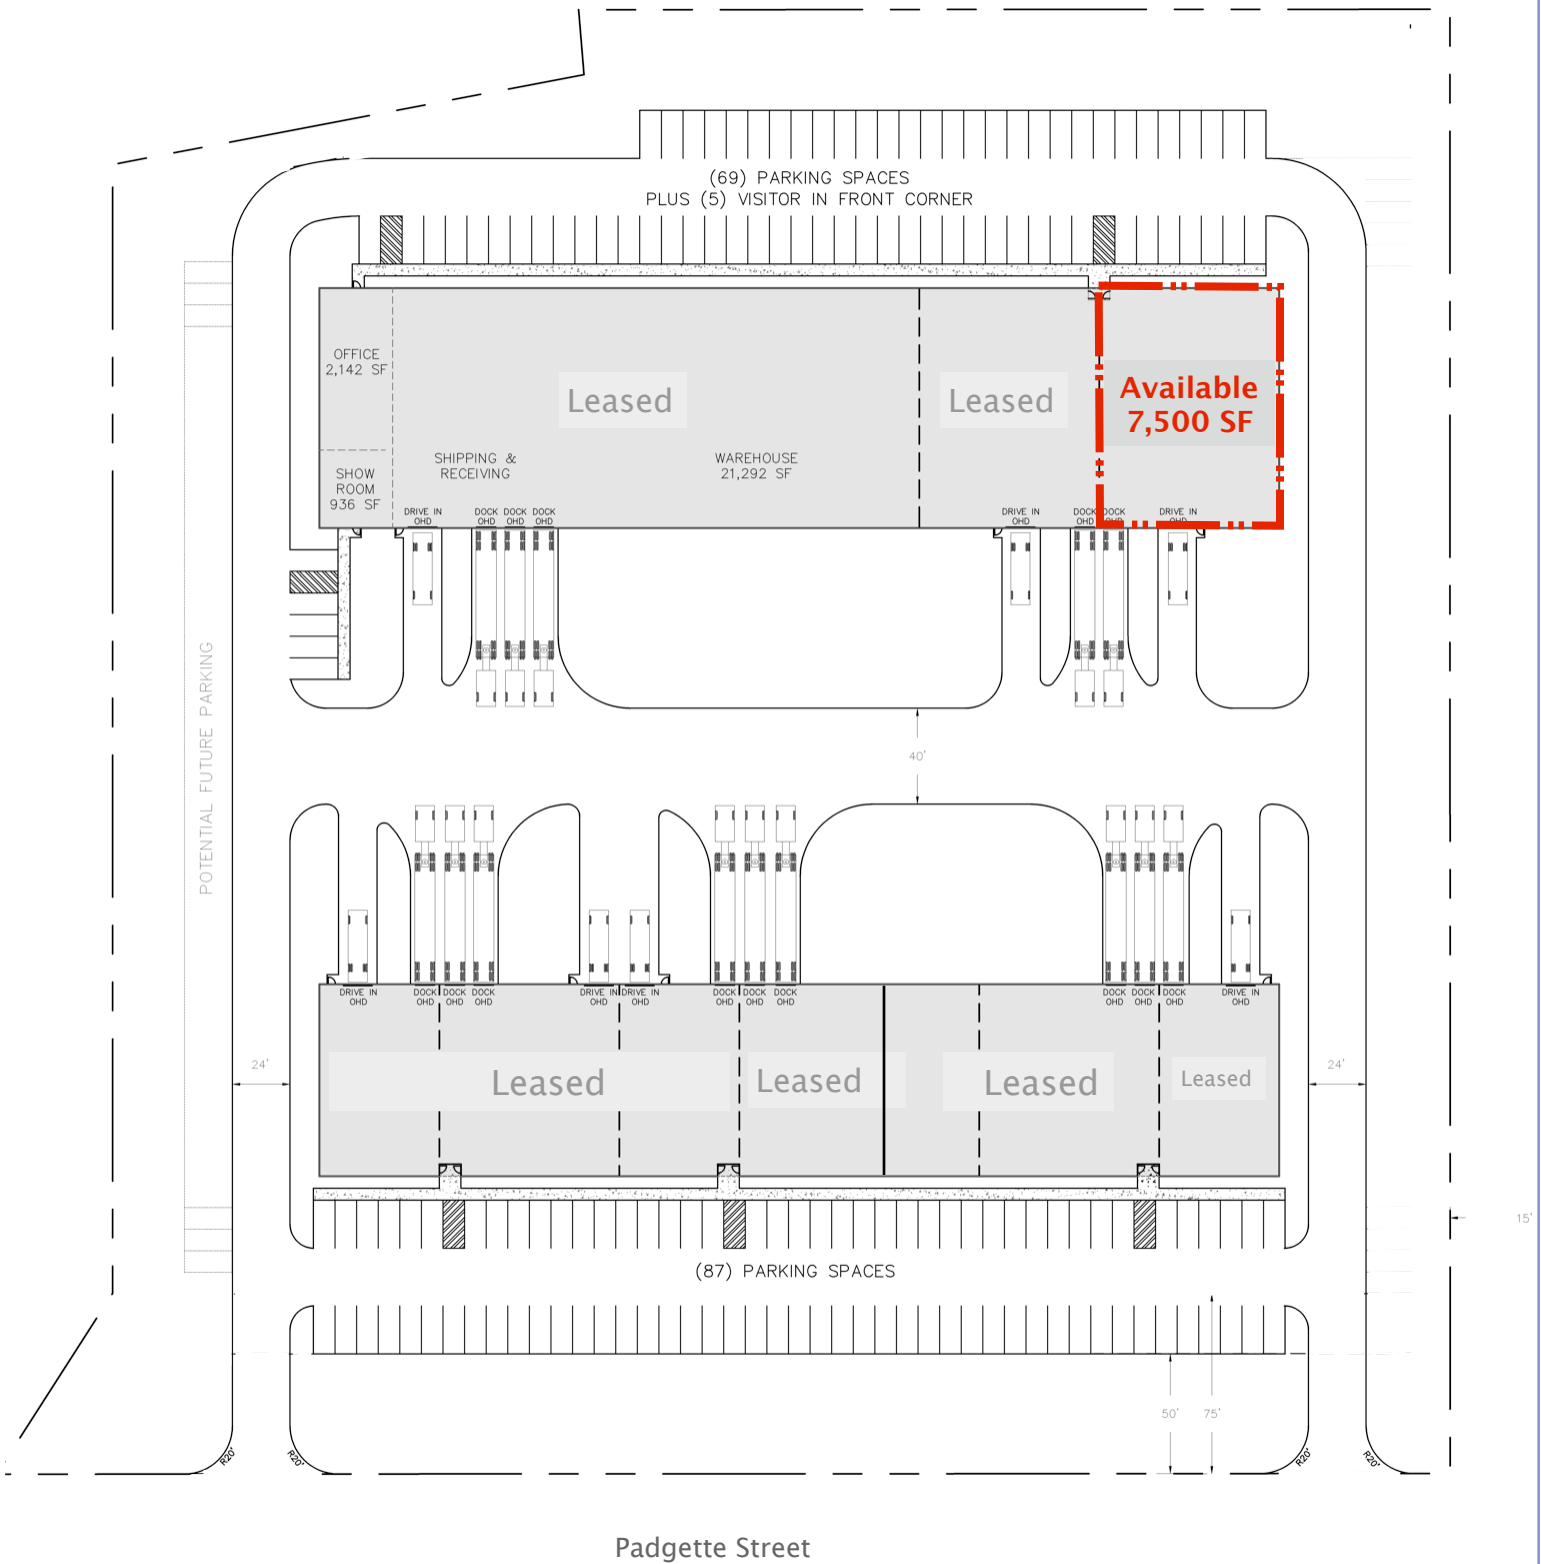 (69) PARKING SPACES
PLUS (5) VISITOR IN FRONT CORNER
OFFICE
2,142 SF
Leased
Leased
Available
7,500 SF
SHOW
ROOM
936 SF
SHIPPING &
RECEIVING
WAREHOUSE
21,292 SF
DRIVE IN
OHD
DOCK
OHD
DOCK
OHD
DOCK
OHD
DRIVE IN
OHD
DOCK
OHD
DOCK
OHD
DRIVE IN
OHD
POTENTIAL FUTURE PARKING
40'
DRIVE IN
OHD
DOCK
OHD
DOCK
OHD
DOCK
OHD
DRIVE IN
OHD
DRIVE IN
OHD
DOCK
OHD
DOCK
OHD
DOCK
OHD
DOCK
OHD
DOCK
OHD
DOCK
OHD
DRIVE IN
OHD
24'
Leased
Leased
Leased
Leased
24'
15'
(87) PARKING SPACES
50'
75'
R20'
R20'
R20'
R20'
Padgette Street